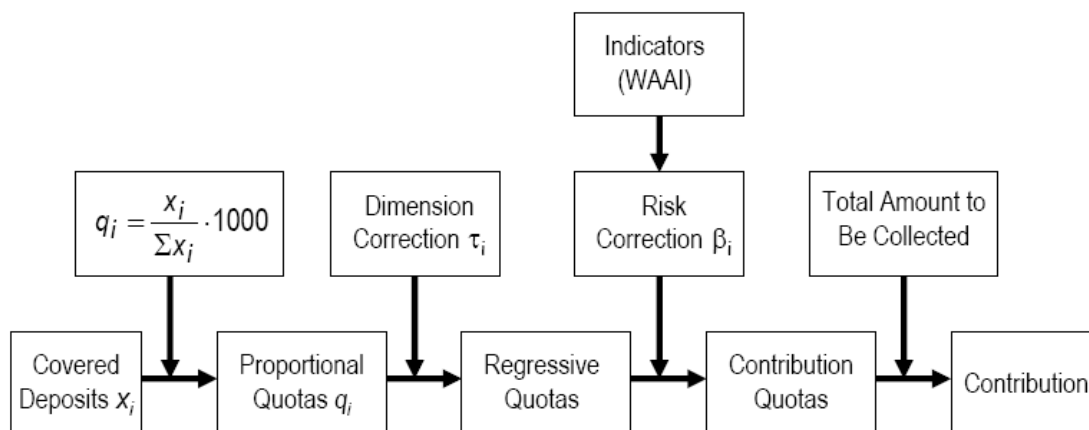 Indicators
(WAAI)
q_i = x_i / Σx_i · 1000
Dimension
Correction τ_i
Risk
Correction β_i
Total Amount to
Be Collected
Covered
Deposits x_i
Proportional
Quotas q_i
Regressive
Quotas
Contribution
Quotas
Contribution